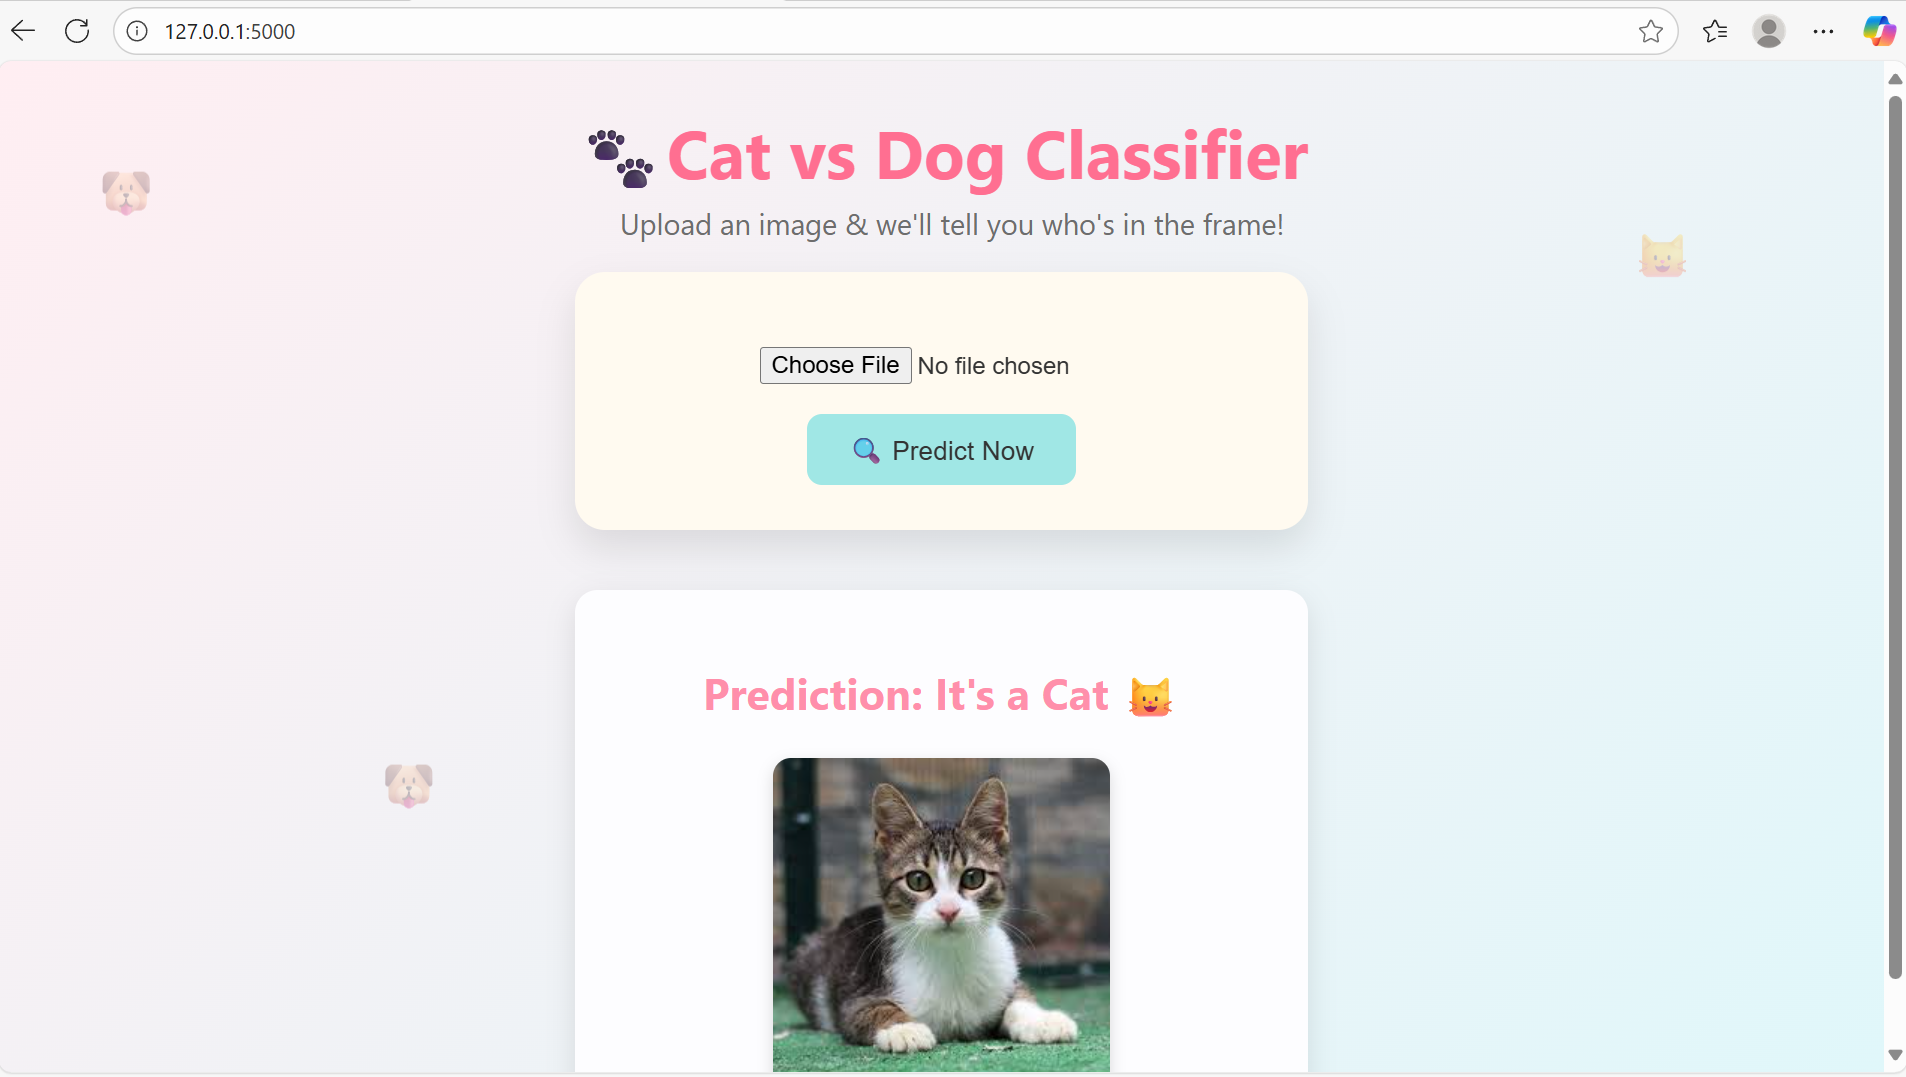 127.0.0.1:5000
🐾 Cat vs Dog Classifier
Upload an image & we'll tell you who's in the frame!
Choose File No file chosen
🔍 Predict Now
Prediction: It's a Cat 😺